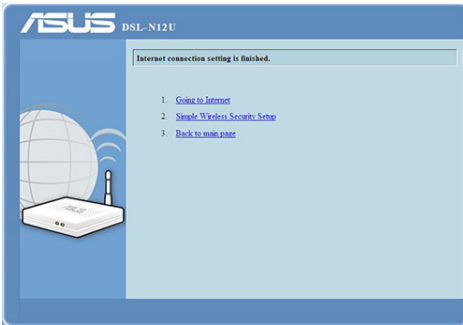 ASUS DSL-N12U
Internet connection setting is finished.
1. Going to Internet
2. Simple Wireless Security Setup
3. Back to main page
ASUS